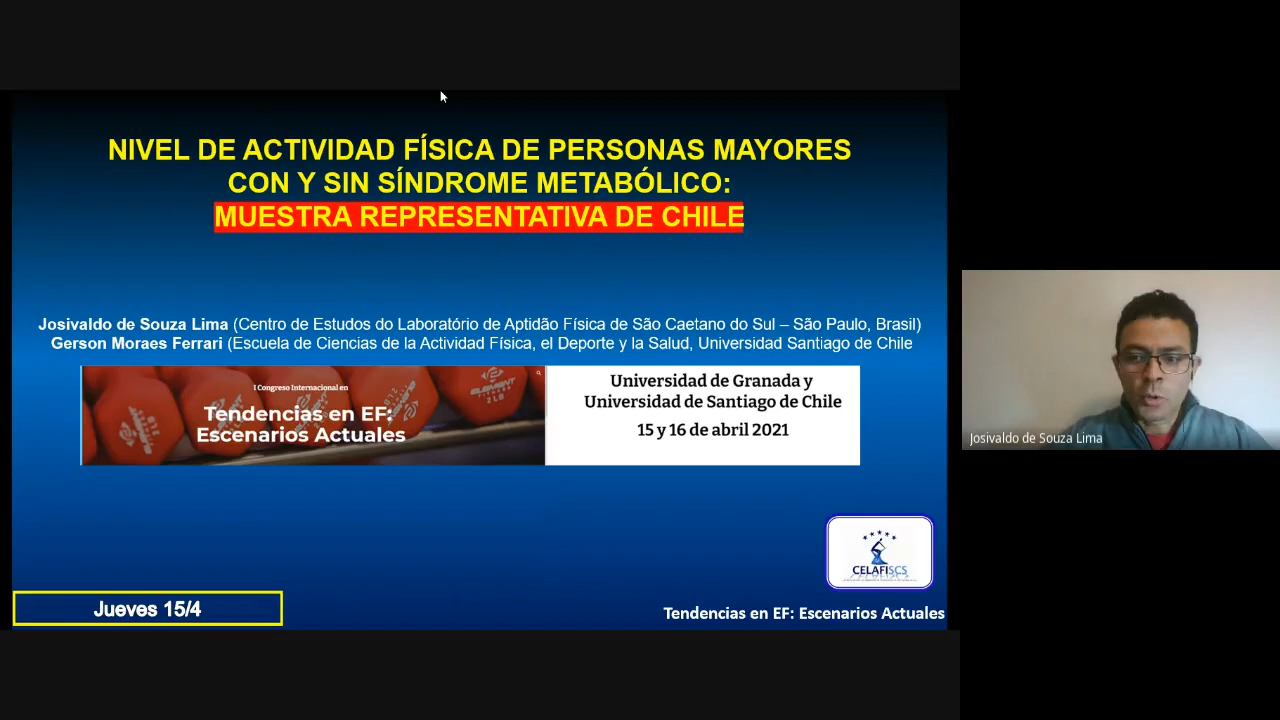 NIVEL DE ACTIVIDAD FÍSICA DE PERSONAS MAYORES
CON Y SIN SÍNDROME METABÓLICO:
MUESTRA REPRESENTATIVA DE CHILE
Josivaldo de Souza Lima (Centro de Estudos do Laboratório de Aptidão Física de São Caetano do Sul – São Paulo, Brasil)
Gerson Moraes Ferrari (Escuela de Ciencias de la Actividad Física, el Deporte y la Salud, Universidad Santiago de Chile
I Congreso Internacional en
Tendencias en EF:
Escenarios Actuales
ELEMENT
FITNESS
2 LB
Universidad de Granada y
Universidad de Santiago de Chile
15 y 16 de abril 2021
CELAFISCS
Jueves 15/4
Tendencias en EF: Escenarios Actuales
Josivaldo de Souza Lima